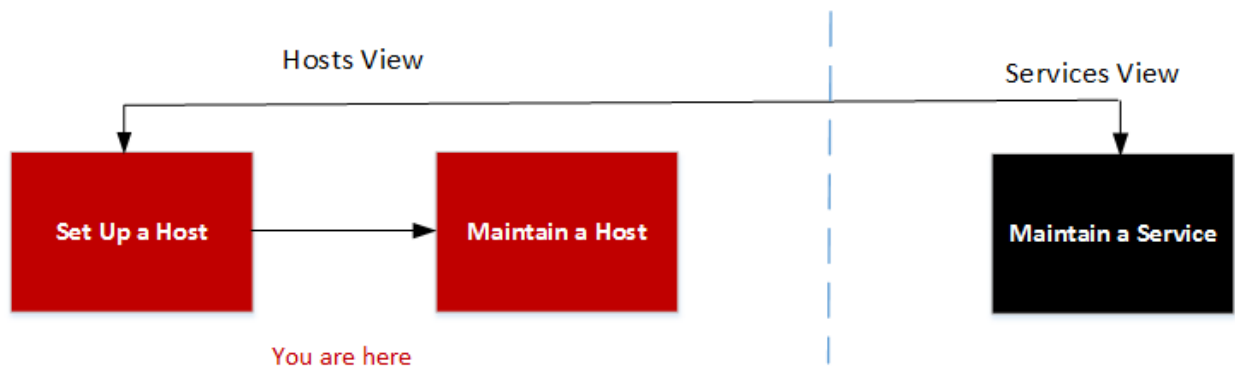 Hosts View
Services View
Set Up a Host
Maintain a Host
Maintain a Service
You are here